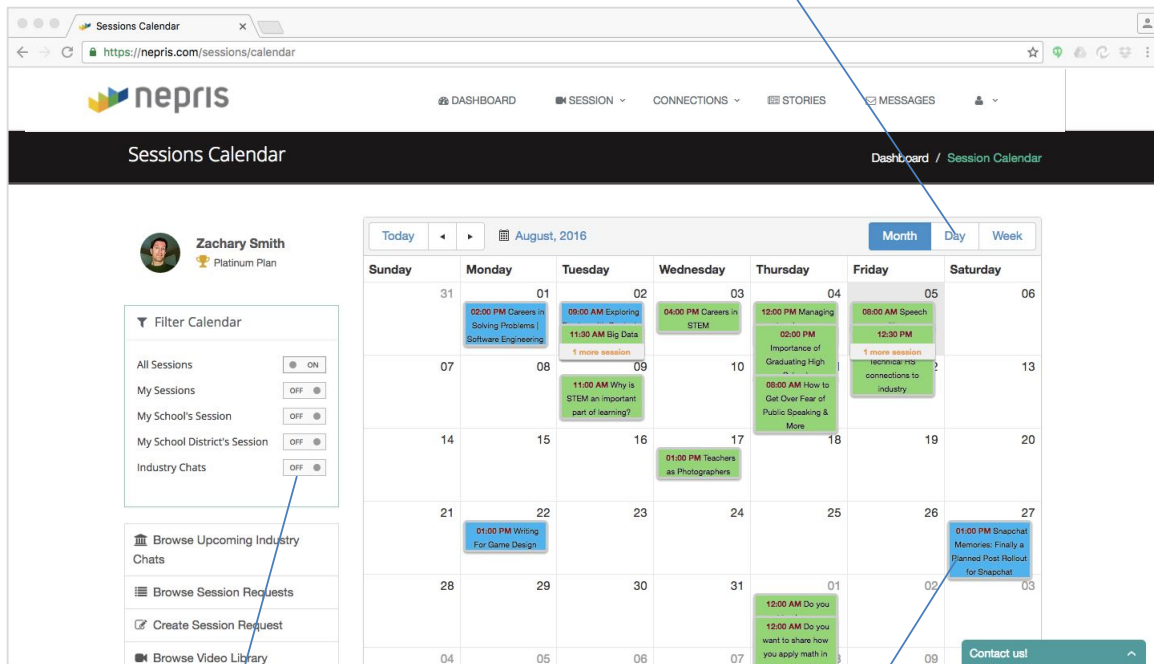 Sessions Calendar
https://nepris.com/sessions/calendar
nepris
DASHBOARD
SESSION
CONNECTIONS
STORIES
MESSAGES
Sessions Calendar
Dashboard / Session Calendar
Zachary Smith
Platinum Plan
Filter Calendar
All Sessions ON
My Sessions OFF
My School's Session OFF
My School District's Session OFF
Industry Chats OFF
Browse Upcoming Industry
Chats
Browse Session Requests
Create Session Request
Browse Video Library
Today August, 2016 Month Day Week
Sunday Monday Tuesday Wednesday Thursday Friday Saturday
31 01 02 03 04 05 06
02:00 PM Careers in
Solving Problems |
Software Engineering
09:00 AM Exploring
11:30 AM Big Data
1 more session
04:00 PM Careers in
STEM
12:00 PM Managing
02:00 PM
Importance of
Graduating High
08:00 AM Speech
12:30 PM
1 more session
07 08 09 10 13
11:00 AM Why is
STEM an important
part of learning?
08:00 AM How to
Get Over Fear of
Public Speaking &
More
Technical: HS
connections to
industry
14 15 16 17 18 19 20
01:00 PM Teachers
as Photographers
21 22 23 24 25 26 27
01:00 PM Writing
For Game Design
01:00 PM Snapchat
Memories: Finally a
Planned Post Rollout
for Snapchat
28 29 30 31 01 02 03
12:00 AM Do you
12:00 AM Do you
want to share how
you apply math in
04 05 06 07 09
Contact us!